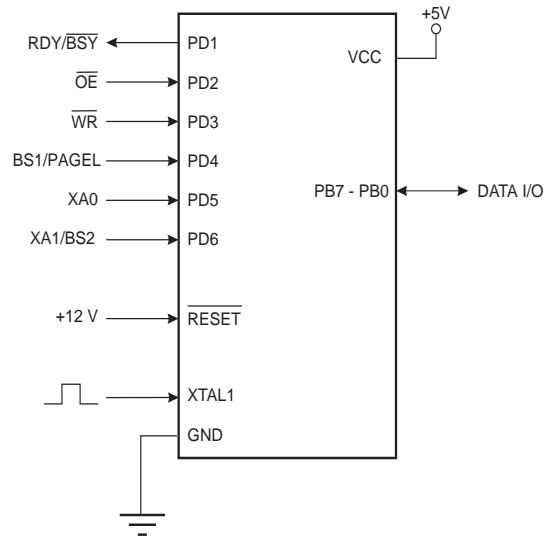 +5V
RDY/BSY PD1
VCC
OE PD2
WR PD3
BS1/PAGEL PD4
XA0 PD5
PB7 - PB0 DATA I/O
XA1/BS2 PD6
+12 V RESET
XTAL1
GND